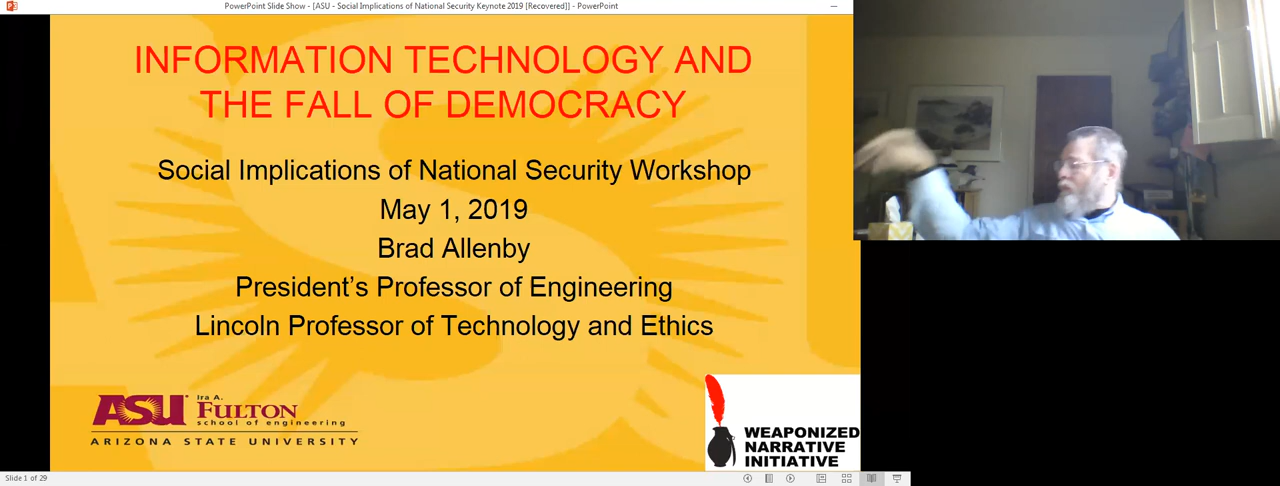 PowerPoint Slide Show - [ASU - Social Implications of National Security Keynote 2019 [Recovered]] - PowerPoint
INFORMATION TECHNOLOGY AND
THE FALL OF DEMOCRACY
Social Implications of National Security Workshop
May 1, 2019
Brad Allenby
President’s Professor of Engineering
Lincoln Professor of Technology and Ethics
ASU
Ira A.
FULTON
school of engineering
ARIZONA STATE UNIVERSITY
WEAPONIZED
NARRATIVE
INITIATIVE
Slide 1 of 29